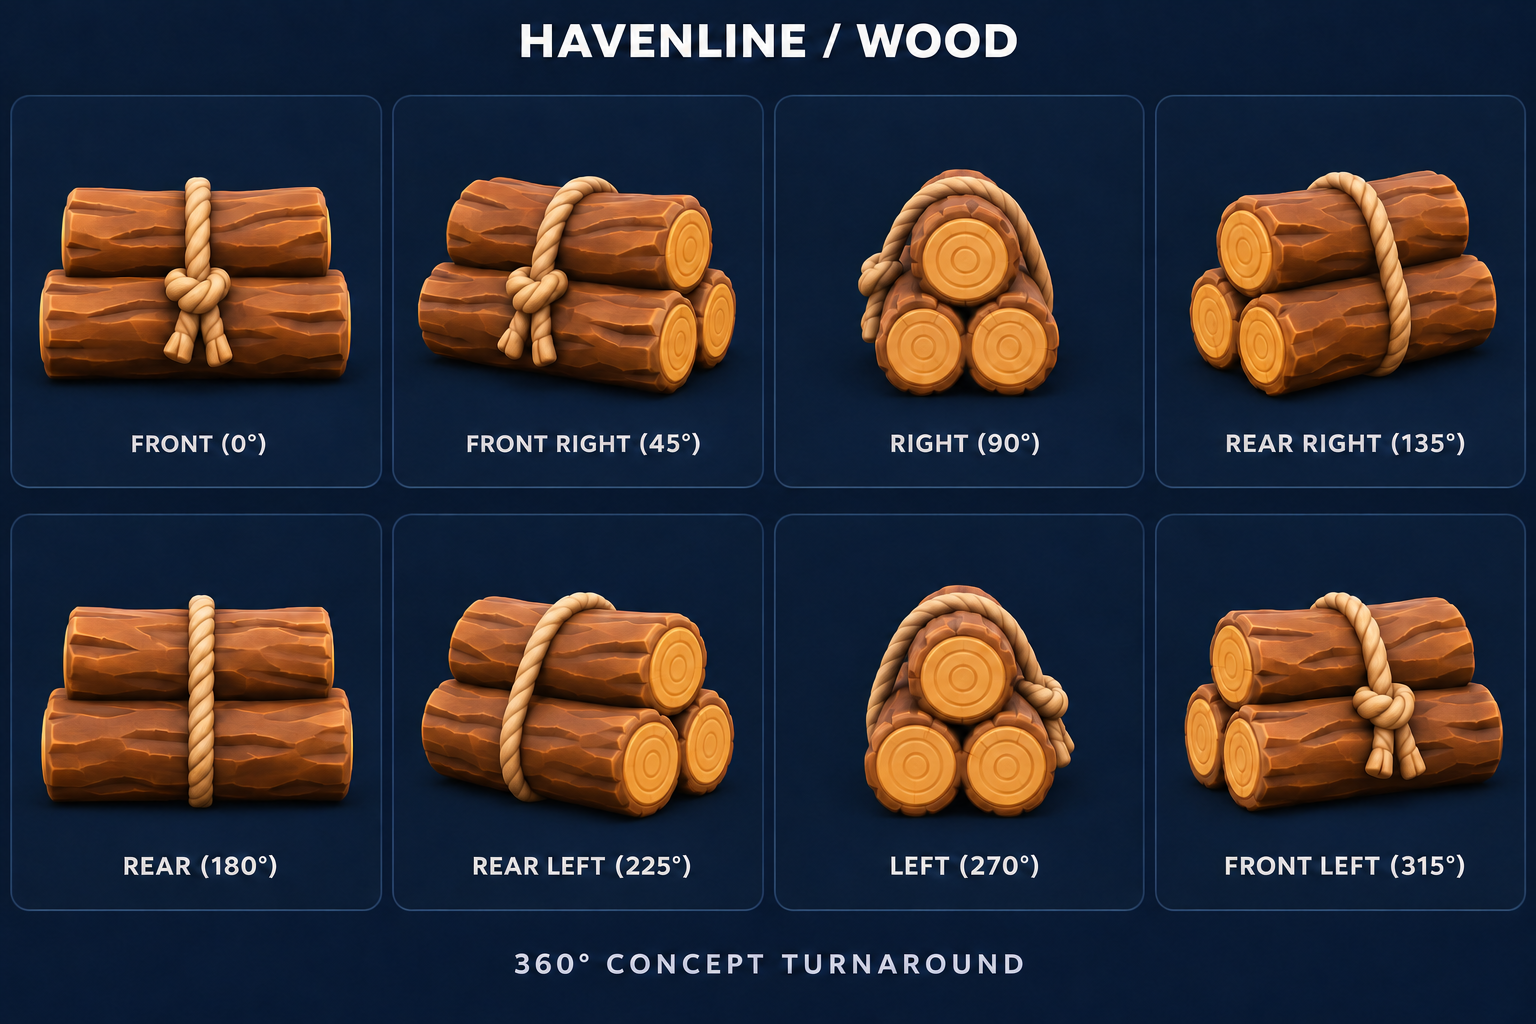 HAVENLINE / WOOD
FRONT (0°)
FRONT RIGHT (45°)
RIGHT (90°)
REAR RIGHT (135°)
REAR (180°)
REAR LEFT (225°)
LEFT (270°)
FRONT LEFT (315°)
360° CONCEPT TURNAROUND